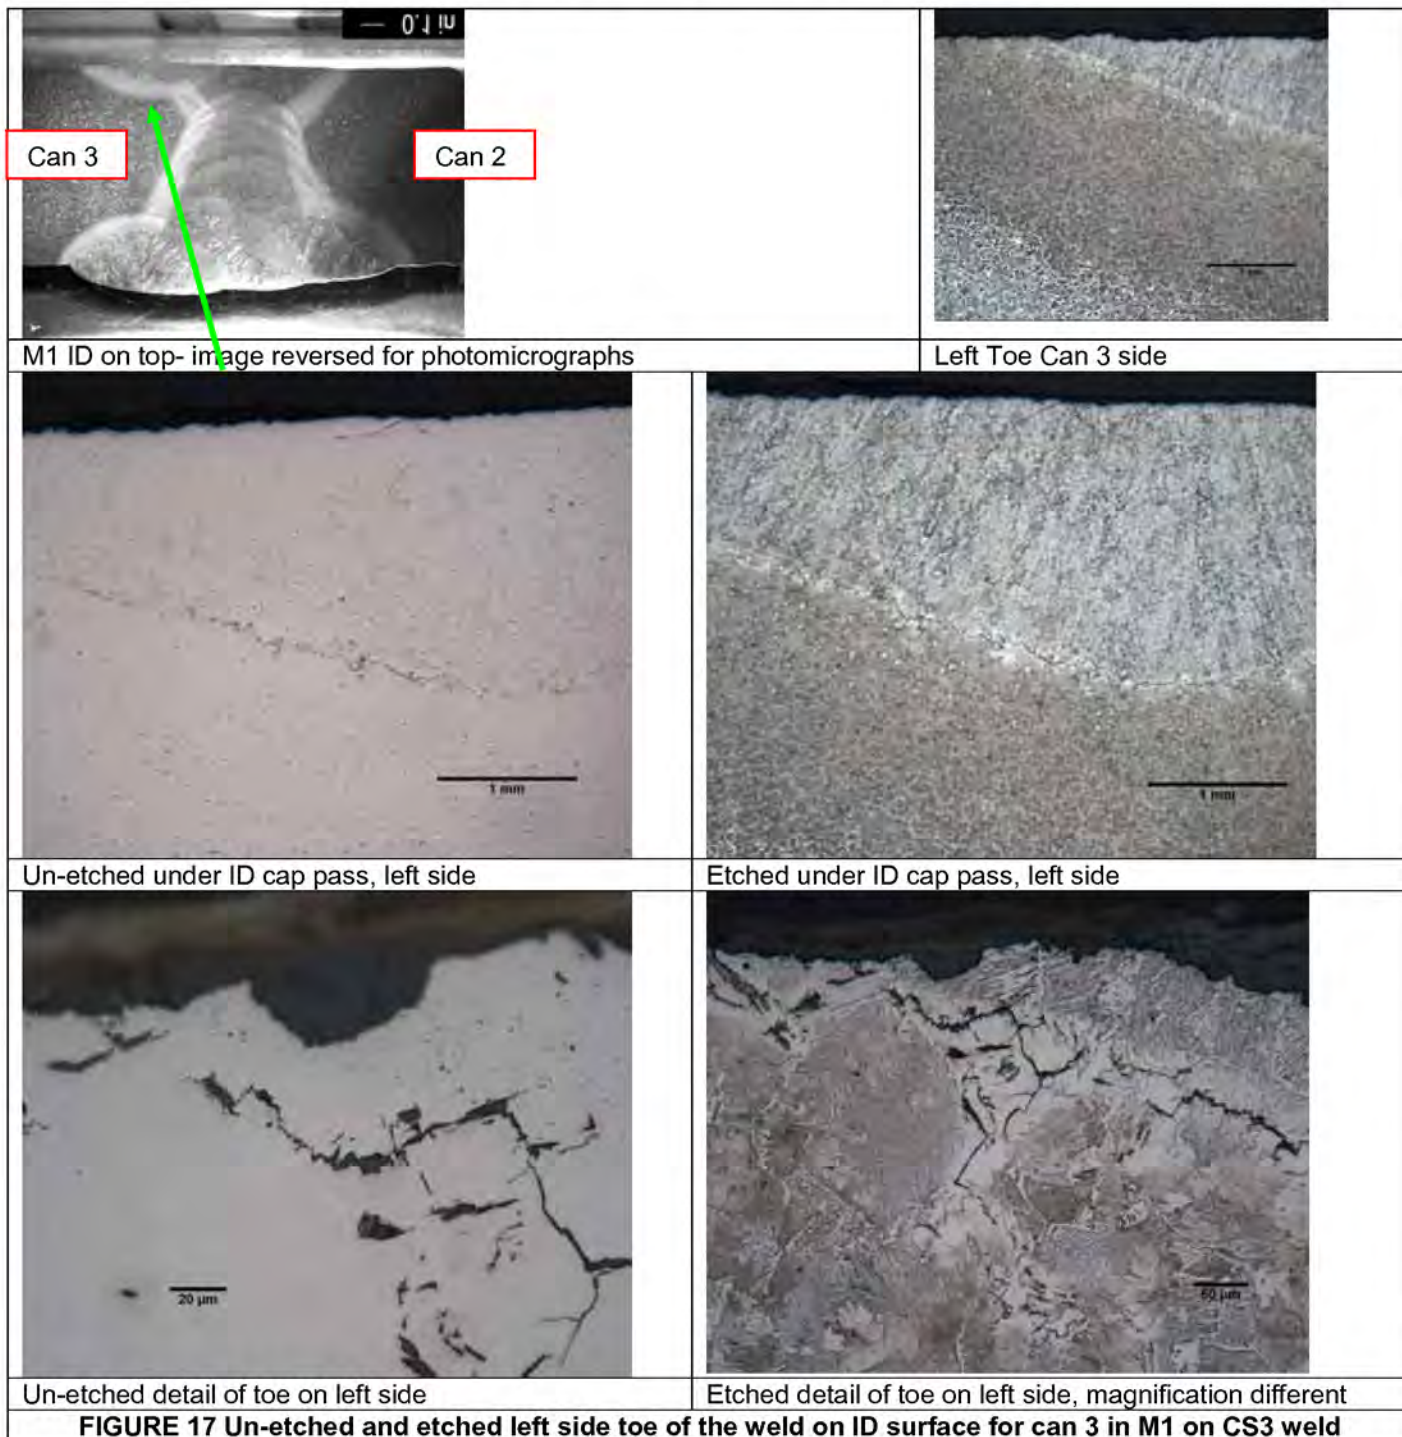 0.1 in
Can 3
Can 2
M1 ID on top- image reversed for photomicrographs
Left Toe Can 3 side
1 mm
1 mm
Un-etched under ID cap pass, left side
Etched under ID cap pass, left side
20 µm
Un-etched detail of toe on left side
Etched detail of toe on left side, magnification different
FIGURE 17 Un-etched and etched left side toe of the weld on ID surface for can 3 in M1 on CS3 weld